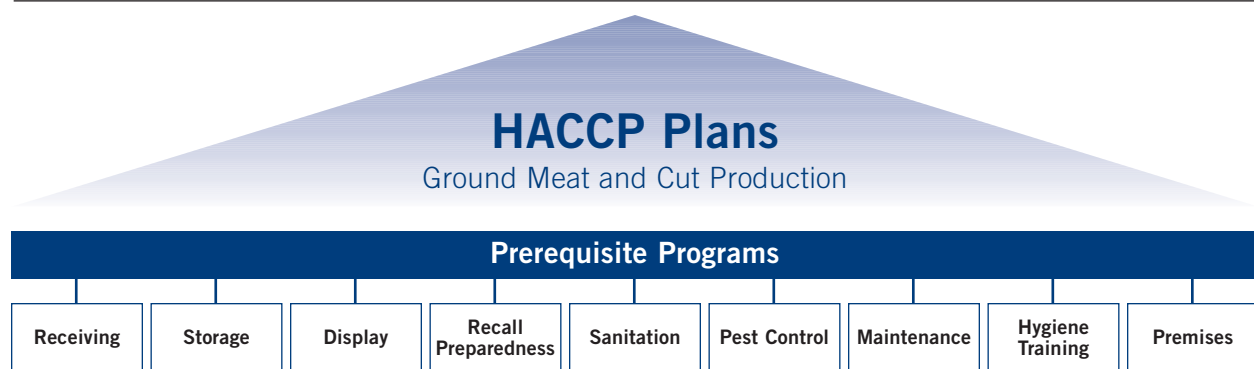 HACCP Plans
Ground Meat and Cut Production
Prerequisite Programs
Receiving
Storage
Display
Recall
Preparedness
Sanitation
Pest Control
Maintenance
Hygiene
Training
Premises